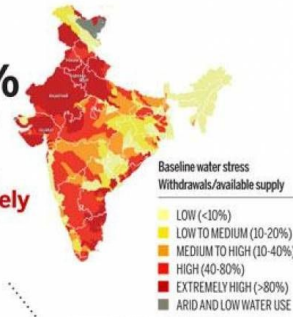 %
ely
Baseline water stress
Withdrawals/available supply
LOW (<10%)
LOW TO MEDIUM (10-20%)
MEDIUM TO HIGH (10-40%)
HIGH (40-80%)
EXTREMELY HIGH (>80%)
ARID AND LOW WATER USE